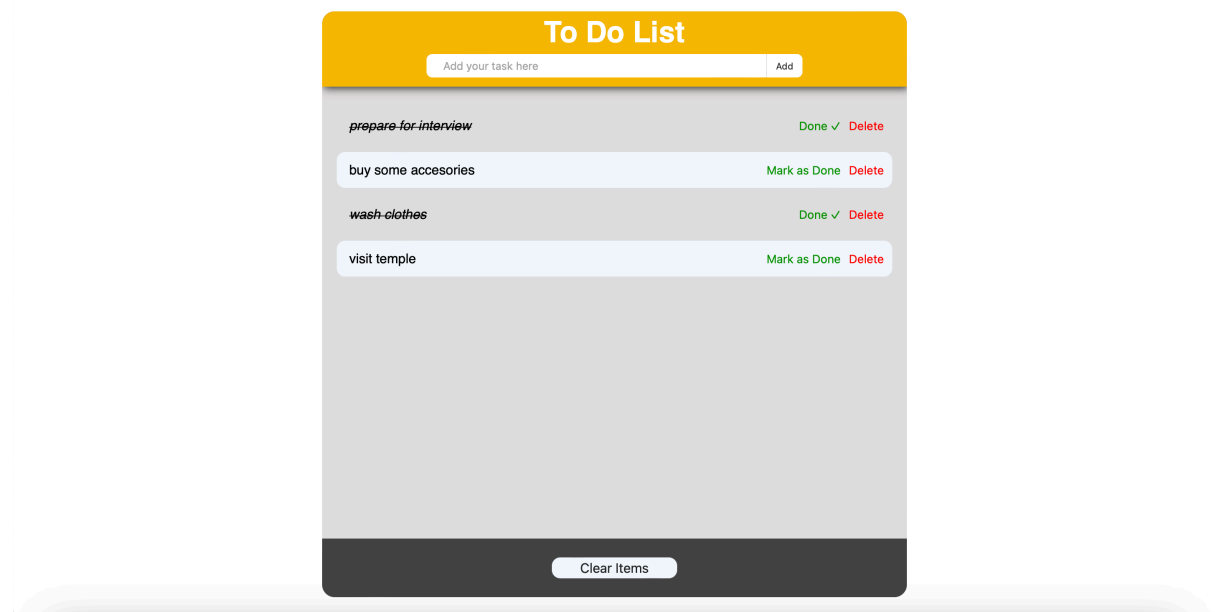 To Do List
Add your task here Add
prepare for interview Done ✓ Delete
buy some accesories Mark as Done Delete
wash clothes Done ✓ Delete
visit temple Mark as Done Delete
Clear Items